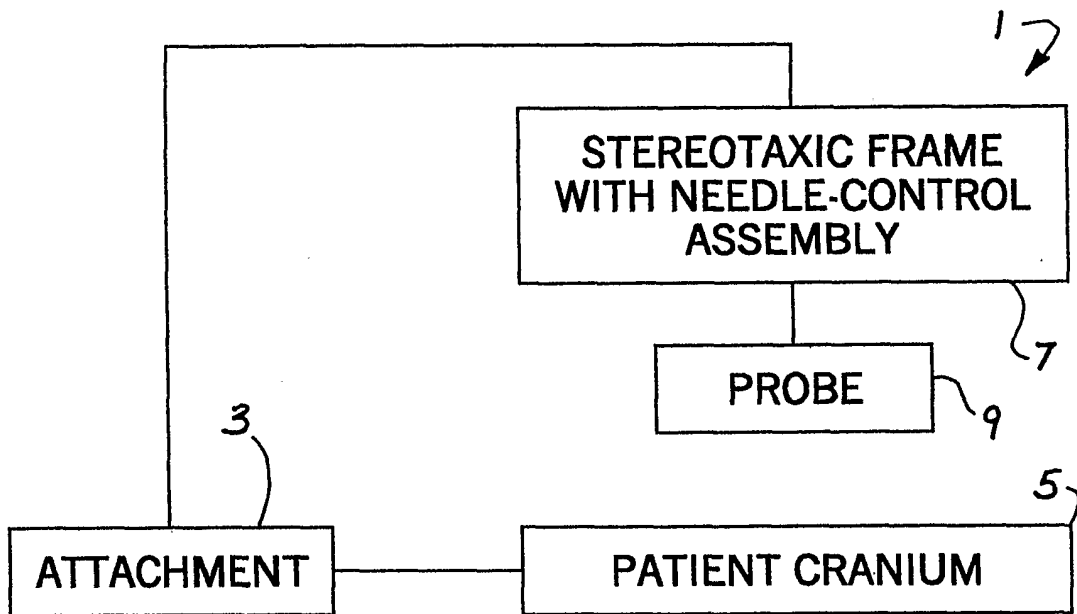 1
STEREOTAXIC FRAME
WITH NEEDLE-CONTROL
ASSEMBLY
7
PROBE
9
3
5
ATTACHMENT
PATIENT CRANIUM